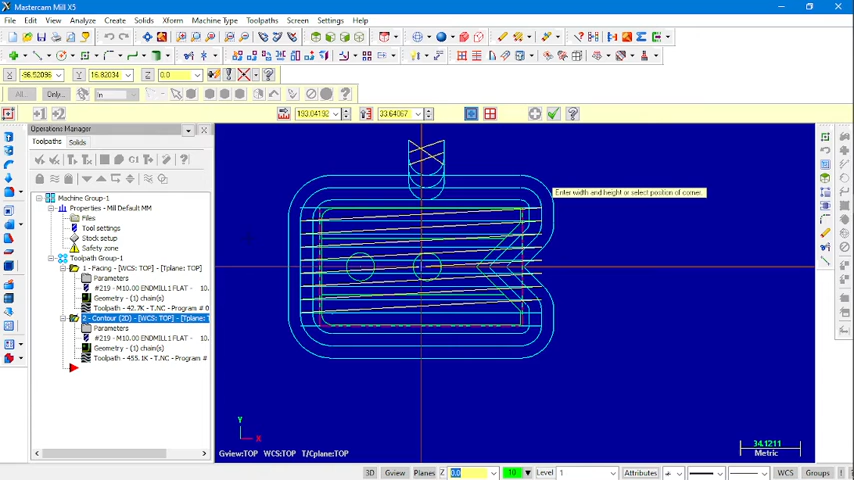 Mastercam Mill X5
File Edit View Analyze Create Solids Xform Machine Type Toolpaths Screen Settings Help
X -96.52096 Y 16.82034 Z 0.0
All... Only... In
193.04192 33.64067
Operations Manager
Toolpaths Solids
G1
Machine Group-1
Properties - Mill Default MM
Files
Tool settings
Stock setup
Safety zone
Toolpath Group-1
1 - Facing - [WCS: TOP] - [Tplane: TOP]
Parameters
#219 - M10.00 ENDMILL1 FLAT -
Geometry - (1) chain(s)
Toolpath - 42.7K - T.NC - Program # 0
2 - Contour (2D) - [WCS: TOP] - [Tplane: T
Parameters
#219 - M10.00 ENDMILL1 FLAT -
Geometry - (1) chain(s)
Toolpath - 455.1K - T.NC - Program #
Enter width and height or select position of corner.
Y
X
Gview:TOP WCS:TOP T/Cplane:TOP
34.1211
Metric
3D Gview Planes Z 0.0 10 Level 1 Attributes WCS Groups